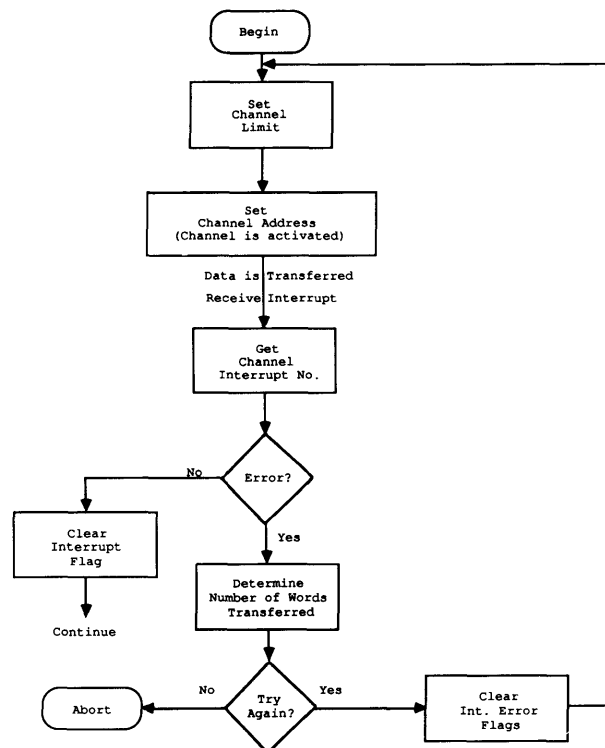 Begin
Set
Channel
Limit
Set
Channel Address
(Channel is activated)
Data is Transferred
Receive Interrupt
Get
Channel
Interrupt No.
No
Error?
Clear
Interrupt
Flag
Yes
Continue
Determine
Number of Words
Transferred
Abort
No
Try
Again?
Yes
Clear
Int. Error
Flags